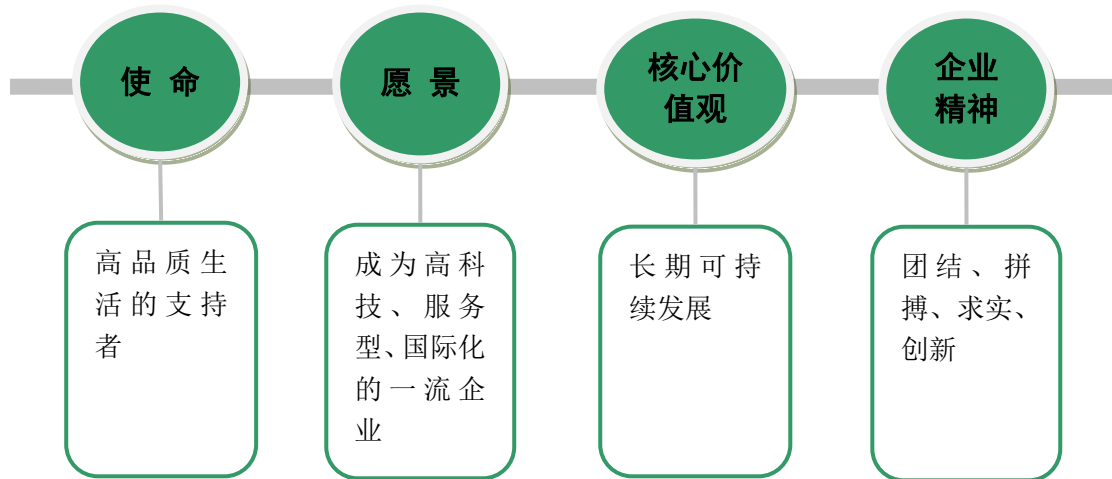 使 命
愿 景
核心价
值观
企业
精神
高品质生
活的支持
者
成为高科
技、服务
型、国际化
的一流企
业
长期可持
续发展
团结、拼
搏、求实、
创新